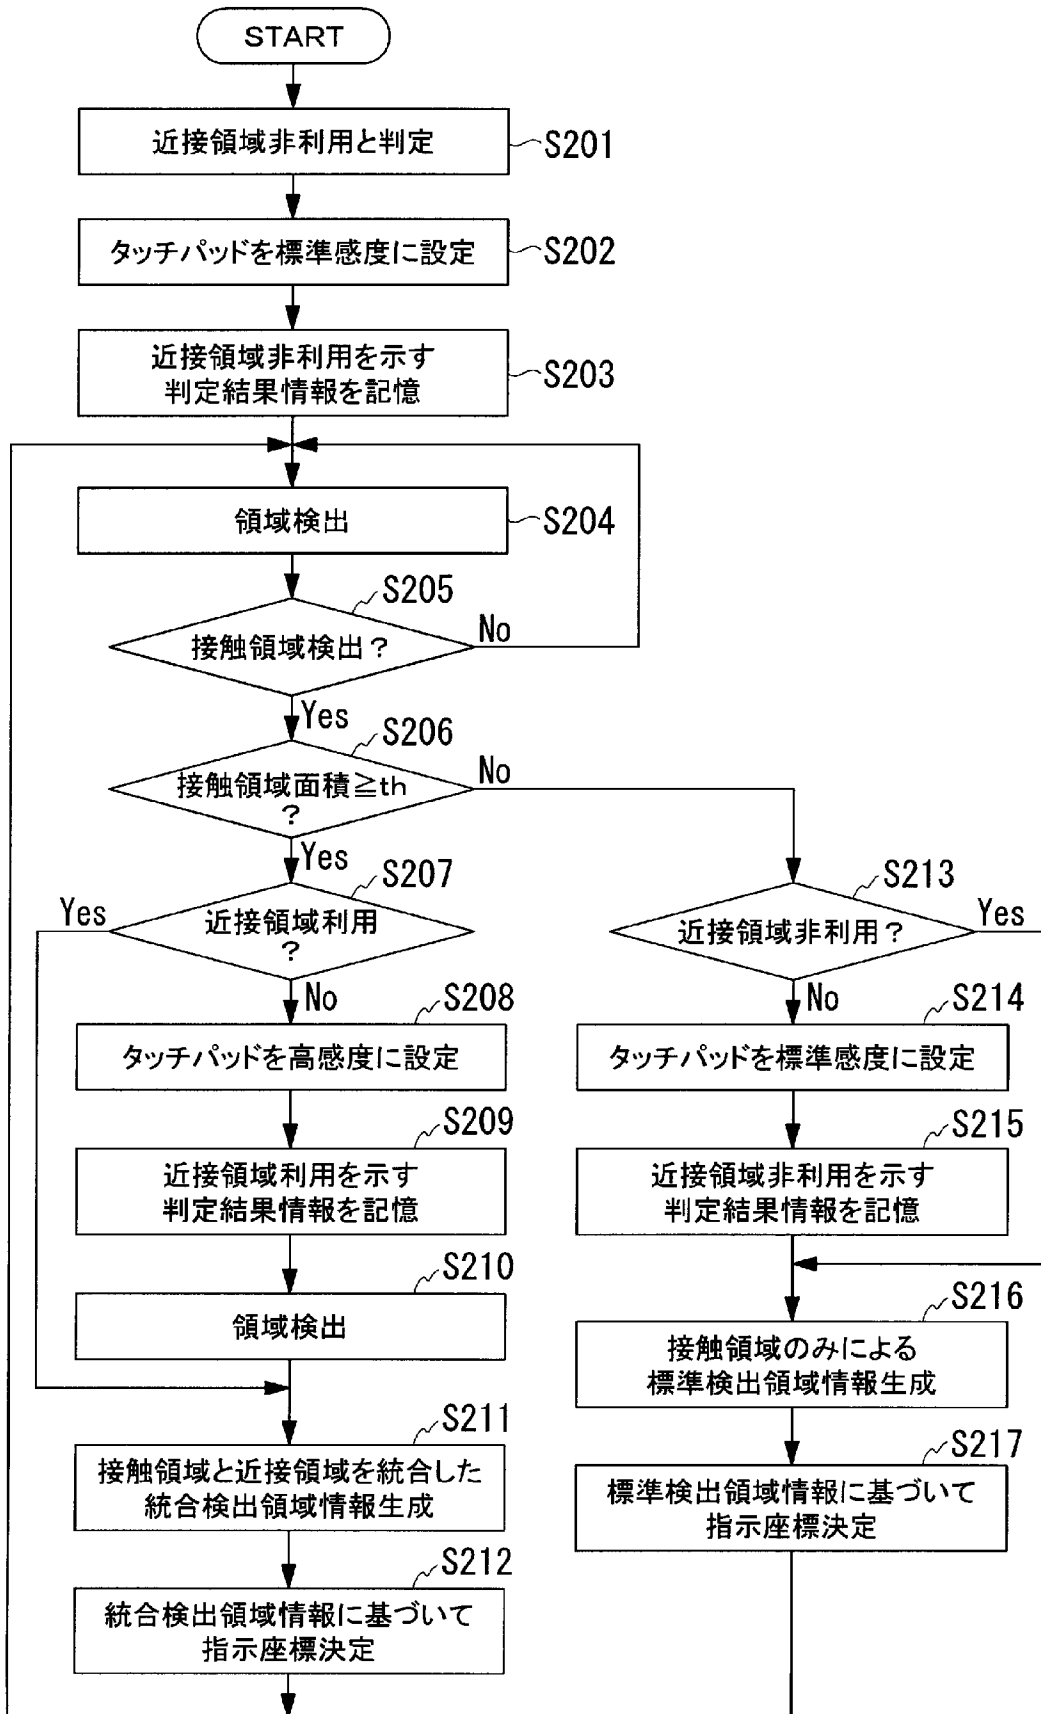 START
近接領域非利用と判定
S201
タッチパッドを標準感度に設定
S202
近接領域非利用を示す
判定結果情報を記憶
S203
領域検出
S204
S205
接触領域検出？
No
Yes
S206
接触領域面積≧th
？
No
Yes
S207
近接領域利用
？
Yes
No
S208
タッチパッドを高感度に設定
S209
近接領域利用を示す
判定結果情報を記憶
S210
領域検出
S211
接触領域と近接領域を統合した
統合検出領域情報生成
S212
統合検出領域情報に基づいて
指示座標決定
S213
近接領域非利用？
Yes
No
S214
タッチパッドを標準感度に設定
S215
近接領域非利用を示す
判定結果情報を記憶
S216
接触領域のみによる
標準検出領域情報生成
S217
標準検出領域情報に基づいて
指示座標決定